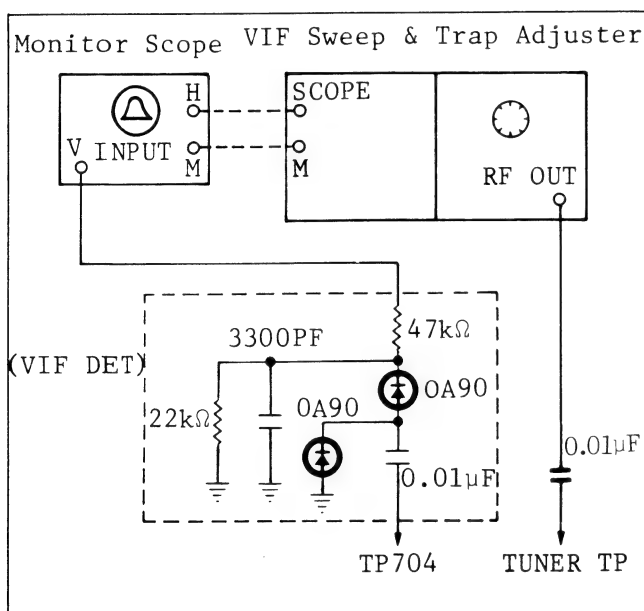 Monitor Scope VIF Sweep & Trap Adjuster
H SCOPE
V INPUT
M M
RF OUT
47kΩ
3300PF
(VIF DET)
OA90
22kΩ OA90
0.01µF
0.01µF
TP704 TUNER TP